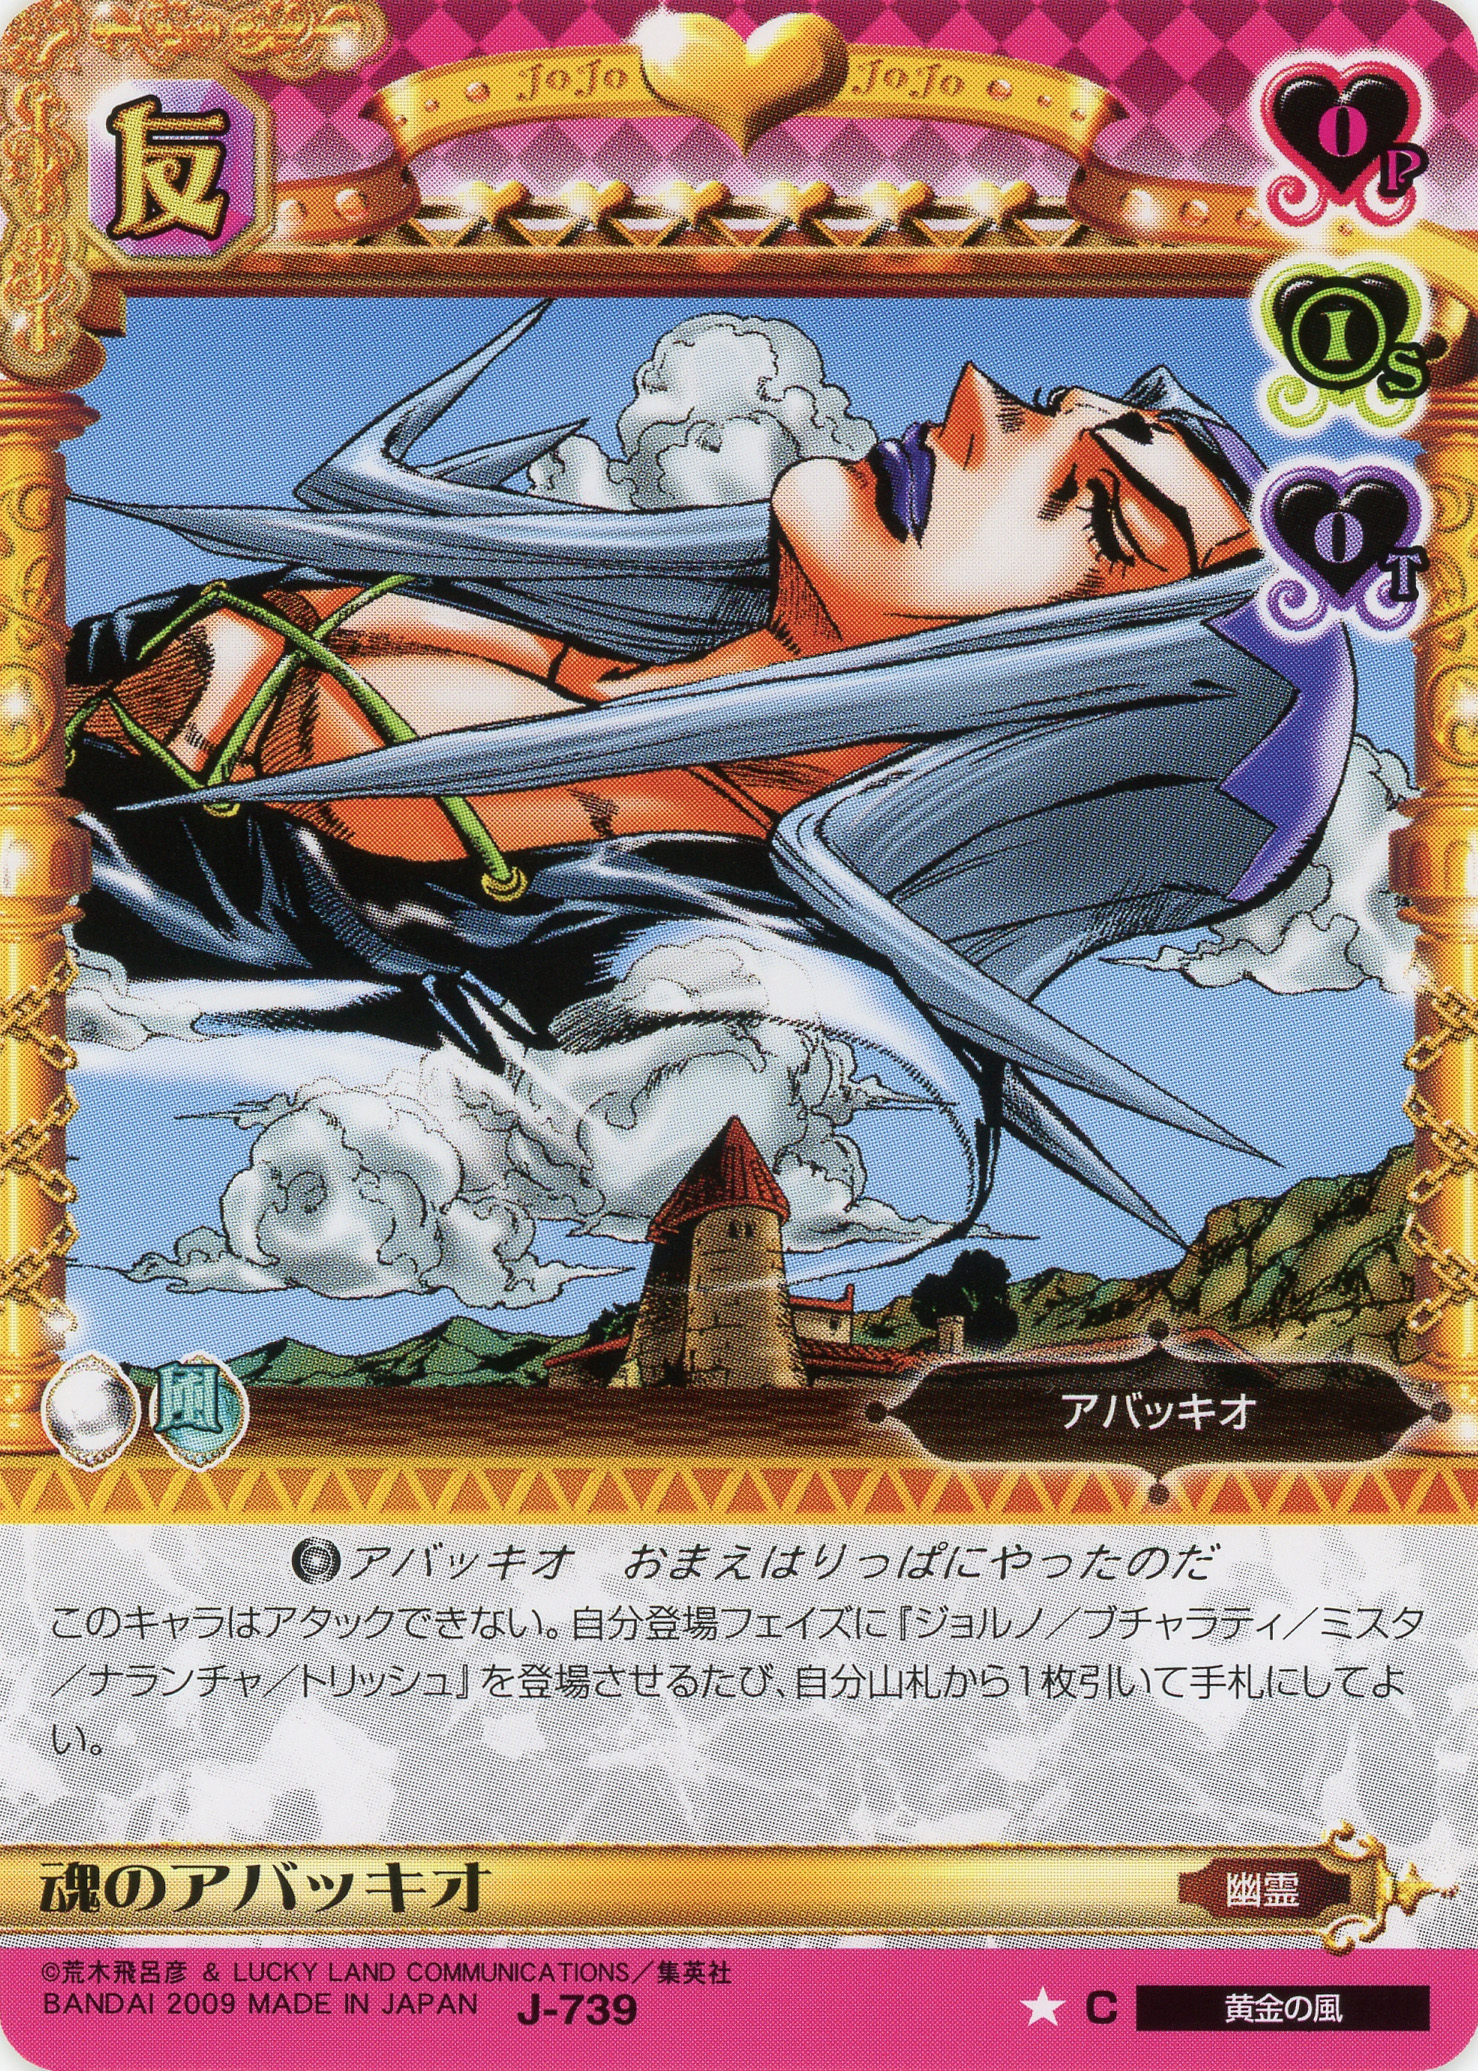 JoJo JoJo
友
0 P
1 S
0 T
風
アバッキオ
アバッキオ おまえはりっぱにやったのだ
このキャラはアタックできない。自分登場フェイズに『ジョルノ／ブチャラティ／ミスタ
／ナランチャ／トリッシュ』を登場させるたび、自分山札から1枚引いて手札にしてよ
い。
魂のアバッキオ
幽霊
©荒木飛呂彦 & LUCKY LAND COMMUNICATIONS／集英社
BANDAI 2009 MADE IN JAPAN J-739
★ C 黄金の風